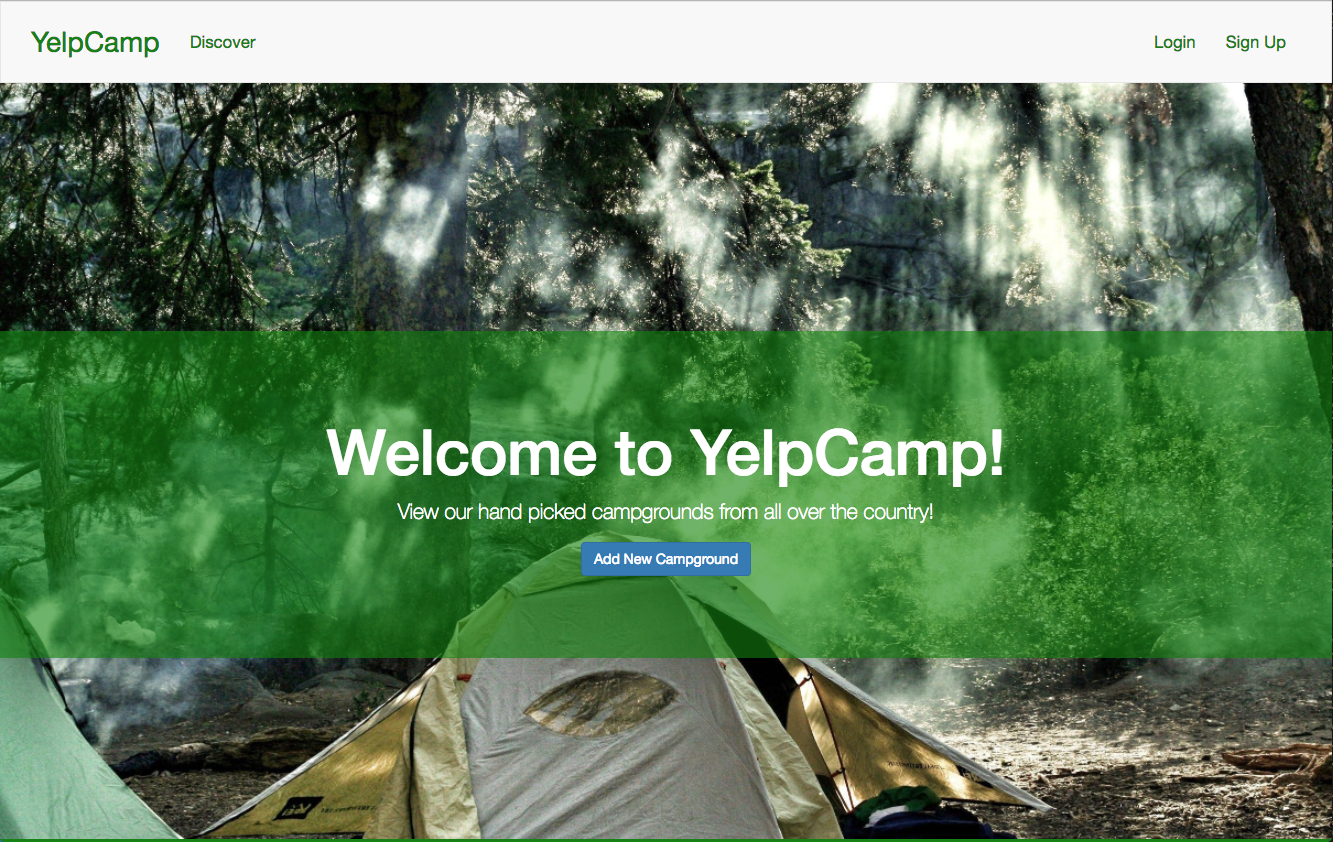 YelpCamp Discover Login Sign Up
Welcome to YelpCamp!
View our hand picked campgrounds from all over the country!
Add New Campground